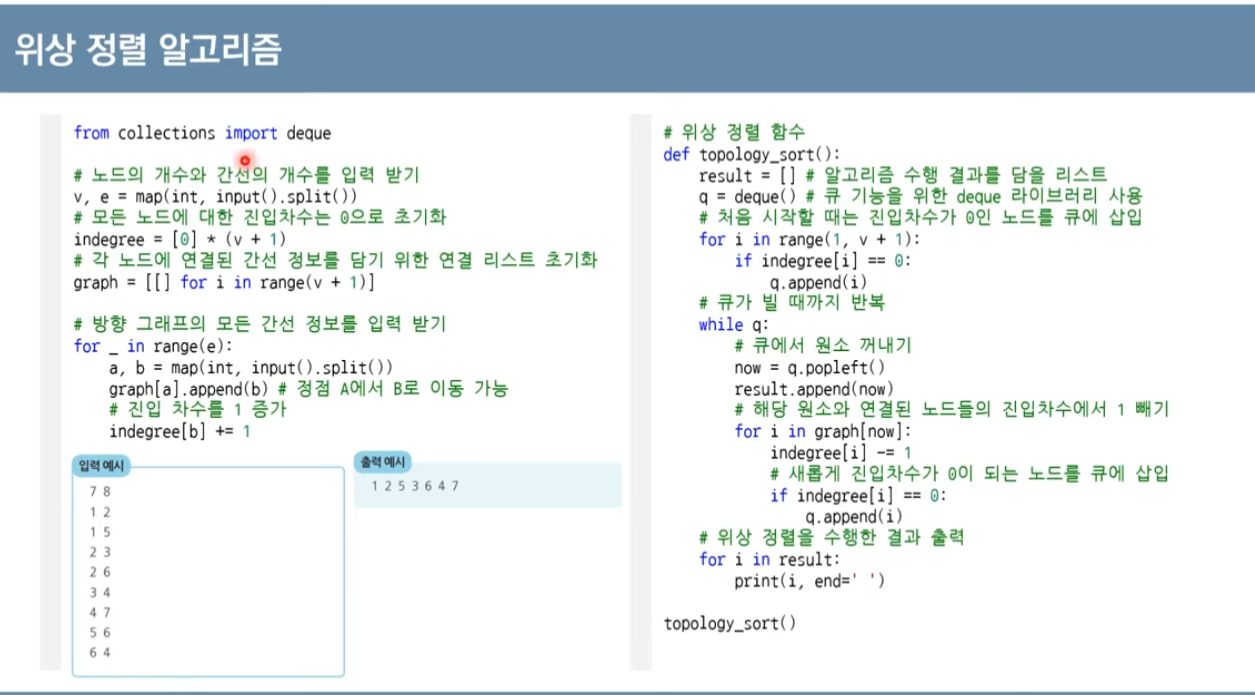 위상 정렬 알고리즘
from collections import deque
# 노드의 개수와 간선의 개수를 입력 받기
v, e = map(int, input().split())
# 모든 노드에 대한 진입차수는 0으로 초기화
indegree = [0] * (v + 1)
# 각 노드에 연결된 간선 정보를 담기 위한 연결 리스트 초기화
graph = [[] for i in range(v + 1)]
# 방향 그래프의 모든 간선 정보를 입력 받기
for _ in range(e):
a, b = map(int, input().split())
graph[a].append(b) # 정점 A에서 B로 이동 가능
# 진입 차수를 1 증가
indegree[b] += 1
입력 예시
7 8
1 2
1 5
2 3
2 6
3 4
4 7
5 6
6 4
출력 예시
1 2 5 3 6 4 7
# 위상 정렬 함수
def topology_sort():
result = [] # 알고리즘 수행 결과를 담을 리스트
q = deque() # 큐 기능을 위한 deque 라이브러리 사용
# 처음 시작할 때는 진입차수가 0인 노드를 큐에 삽입
for i in range(1, v + 1):
if indegree[i] == 0:
q.append(i)
# 큐가 빌 때까지 반복
while q:
# 큐에서 원소 꺼내기
now = q.popleft()
result.append(now)
# 해당 원소와 연결된 노드들의 진입차수에서 1 빼기
for i in graph[now]:
indegree[i] -= 1
# 새롭게 진입차수가 0이 되는 노드를 큐에 삽입
if indegree[i] == 0:
q.append(i)
# 위상 정렬을 수행한 결과 출력
for i in result:
print(i, end=' ')
topology_sort()